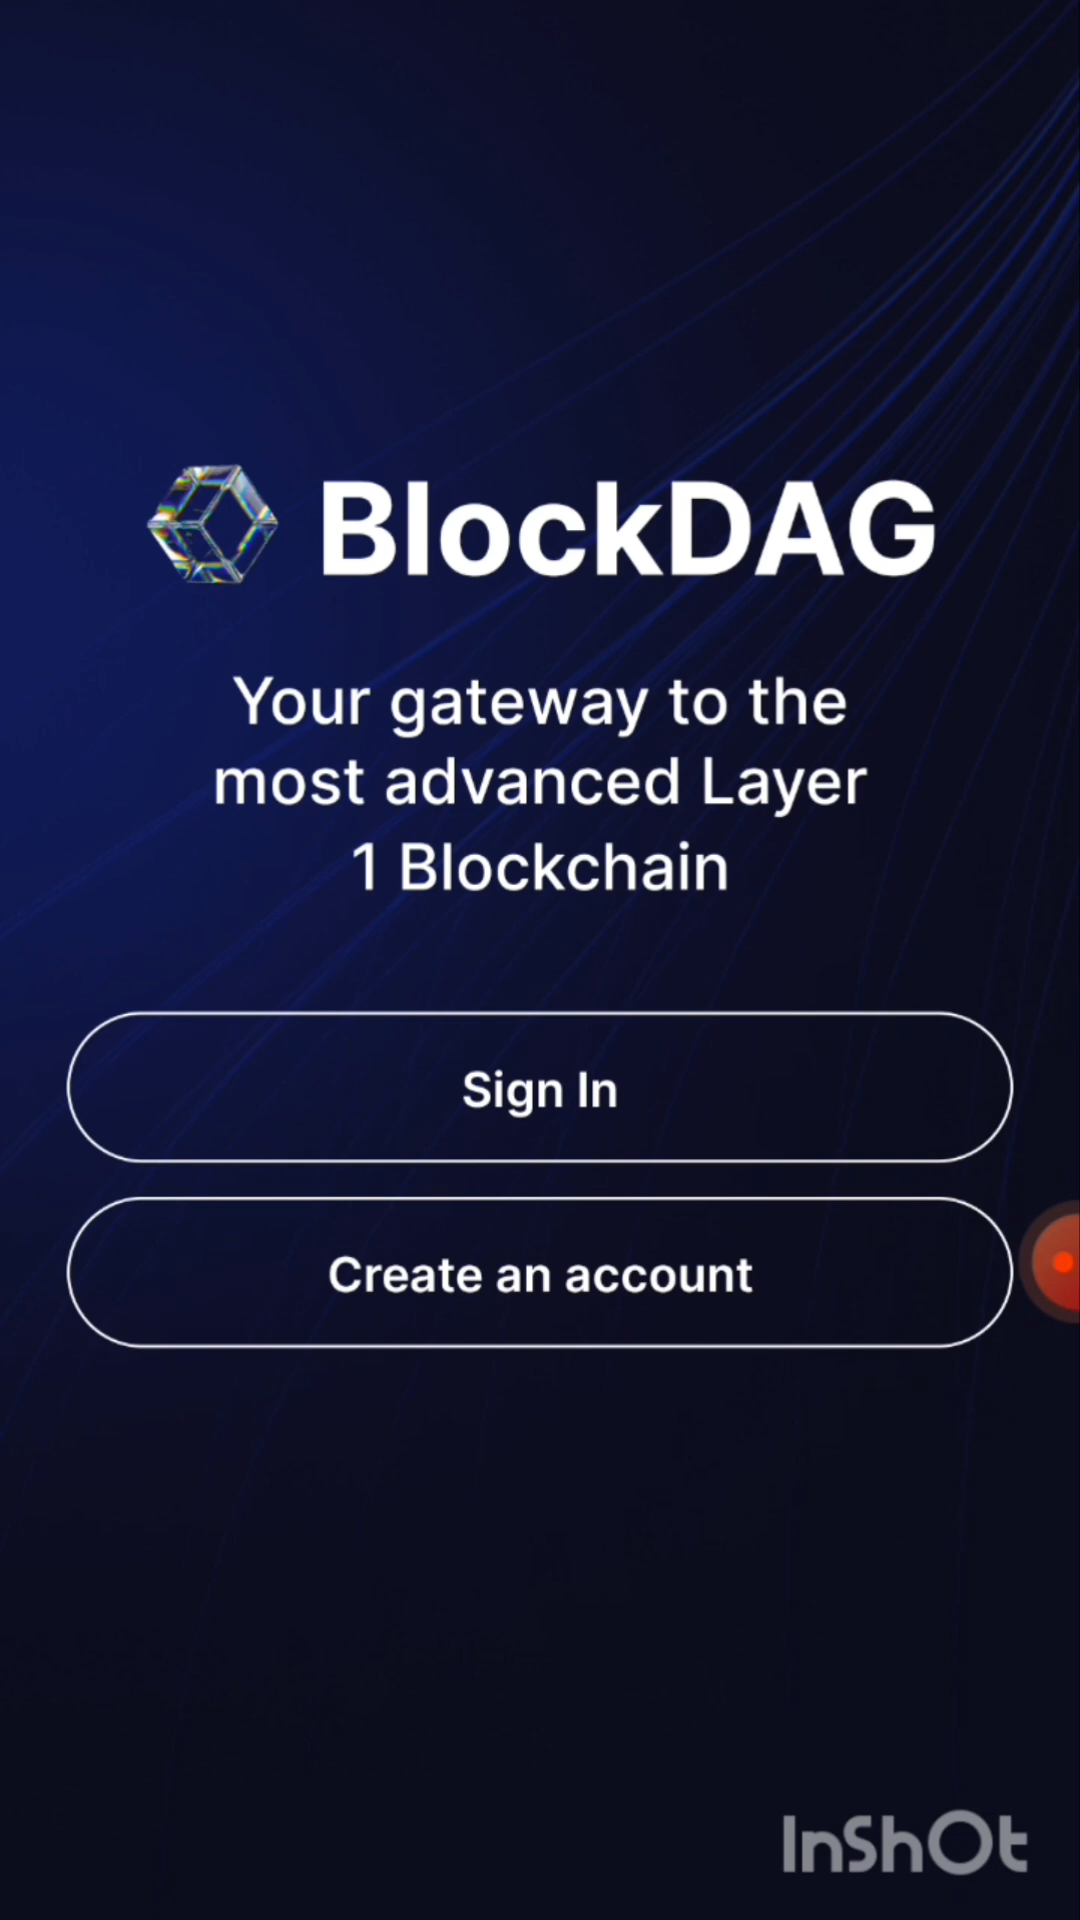 BlockDAG
Your gateway to the
most advanced Layer
1 Blockchain
Sign In
Create an account
InShOt